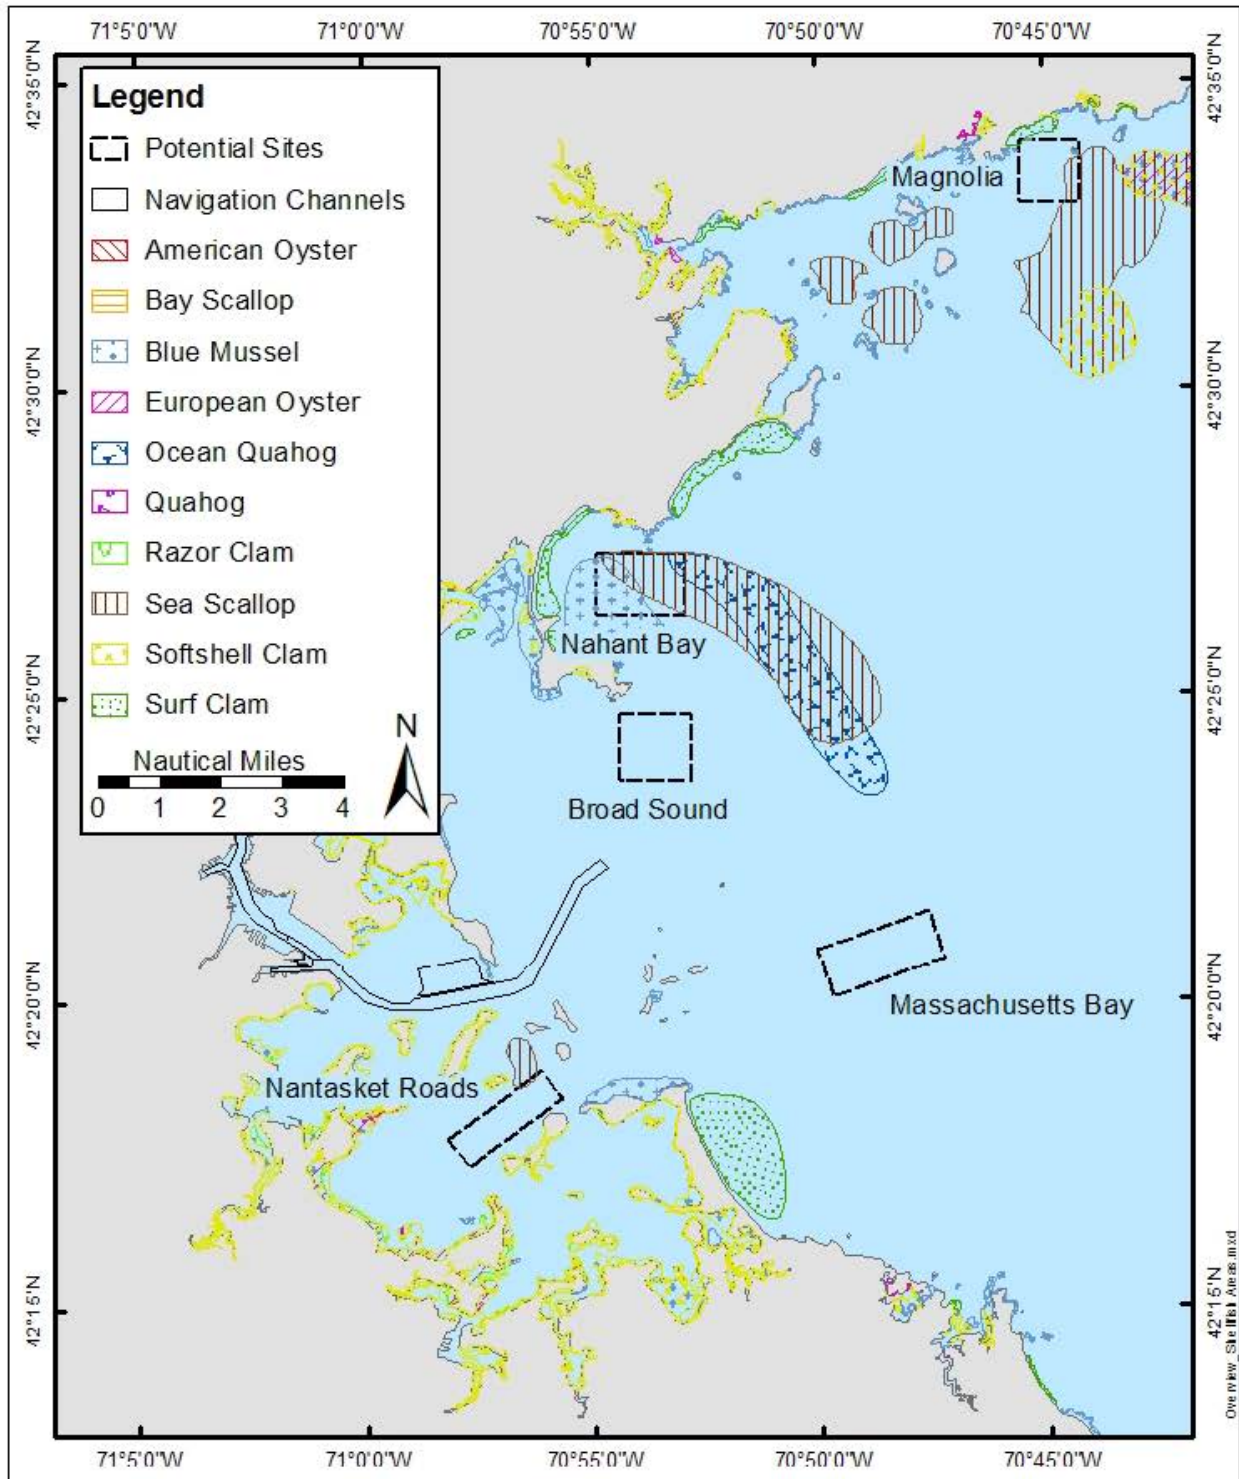 71°5'0"W 71°0'0"W 70°55'0"W 70°50'0"W 70°45'0"W
42°35'0"N
42°30'0"N
42°25'0"N
42°20'0"N
42°15'0"N
Legend
Potential Sites
Navigation Channels
American Oyster
Bay Scallop
Blue Mussel
European Oyster
Ocean Quahog
Quahog
Razor Clam
Sea Scallop
Softshell Clam
Surf Clam
N
Nautical Miles
0 1 2 3 4
Magnolia
Nahant Bay
Broad Sound
Massachusetts Bay
Nantasket Roads
42°35'0"N
42°30'0"N
42°25'0"N
42°20'0"N
42°15'0"N
Overview_Shellfish Areas.mxd
71°5'0"W 71°0'0"W 70°55'0"W 70°50'0"W 70°45'0"W